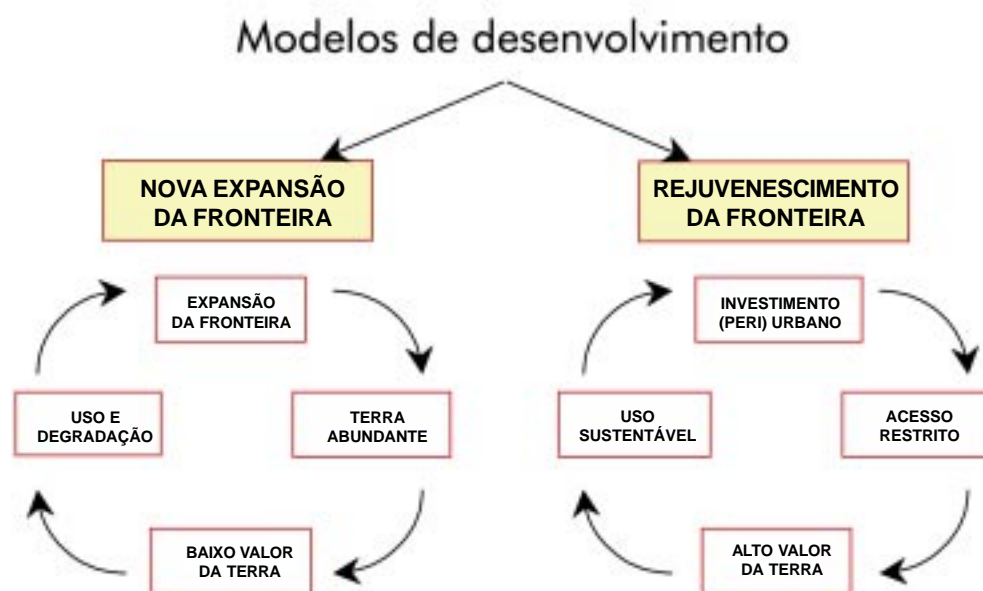 Modelos de desenvolvimento
NOVA EXPANSÃO
DA FRONTEIRA
EXPANSÃO
DA FRONTEIRA
USO E
DEGRADAÇÃO
TERRA
ABUNDANTE
BAIXO VALOR
DA TERRA
REJUVENESCIMENTO
DA FRONTEIRA
INVESTIMENTO
(PERI) URBANO
USO
SUSTENTÁVEL
ACESSO
RESTRITO
ALTO VALOR
DA TERRA